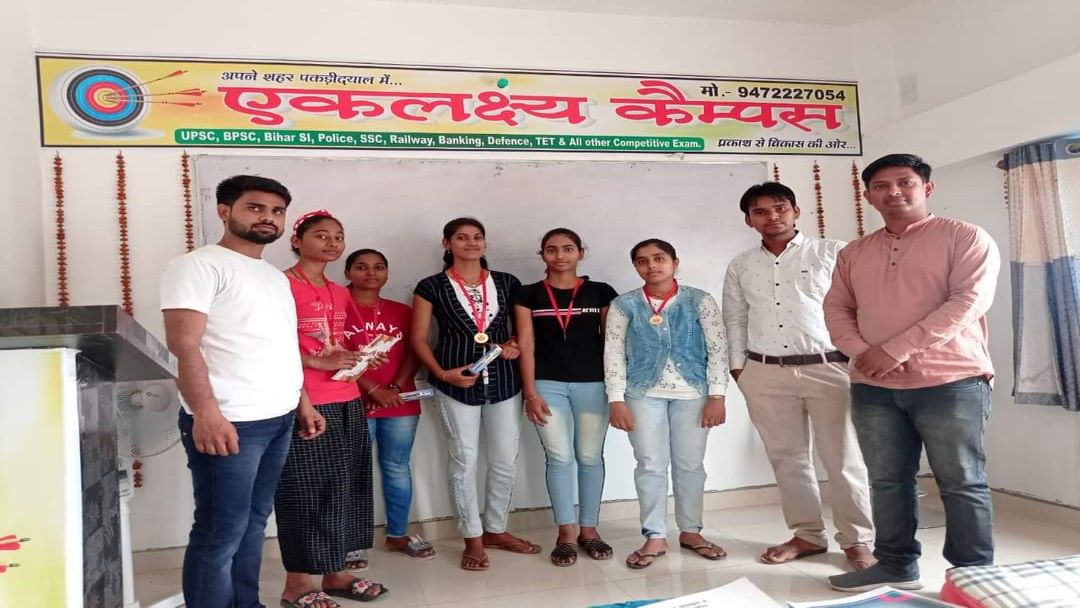 अपने शहर पकड़ीदयाल में...
मो.- 9472227054
एकलक्ष्य कैम्पस
UPSC, BPSC, Bihar SI, Police, SSC, Railway, Banking, Defence, TET & All other Competitive Exam.
प्रकाश से विकास की ओर...
ALWAY